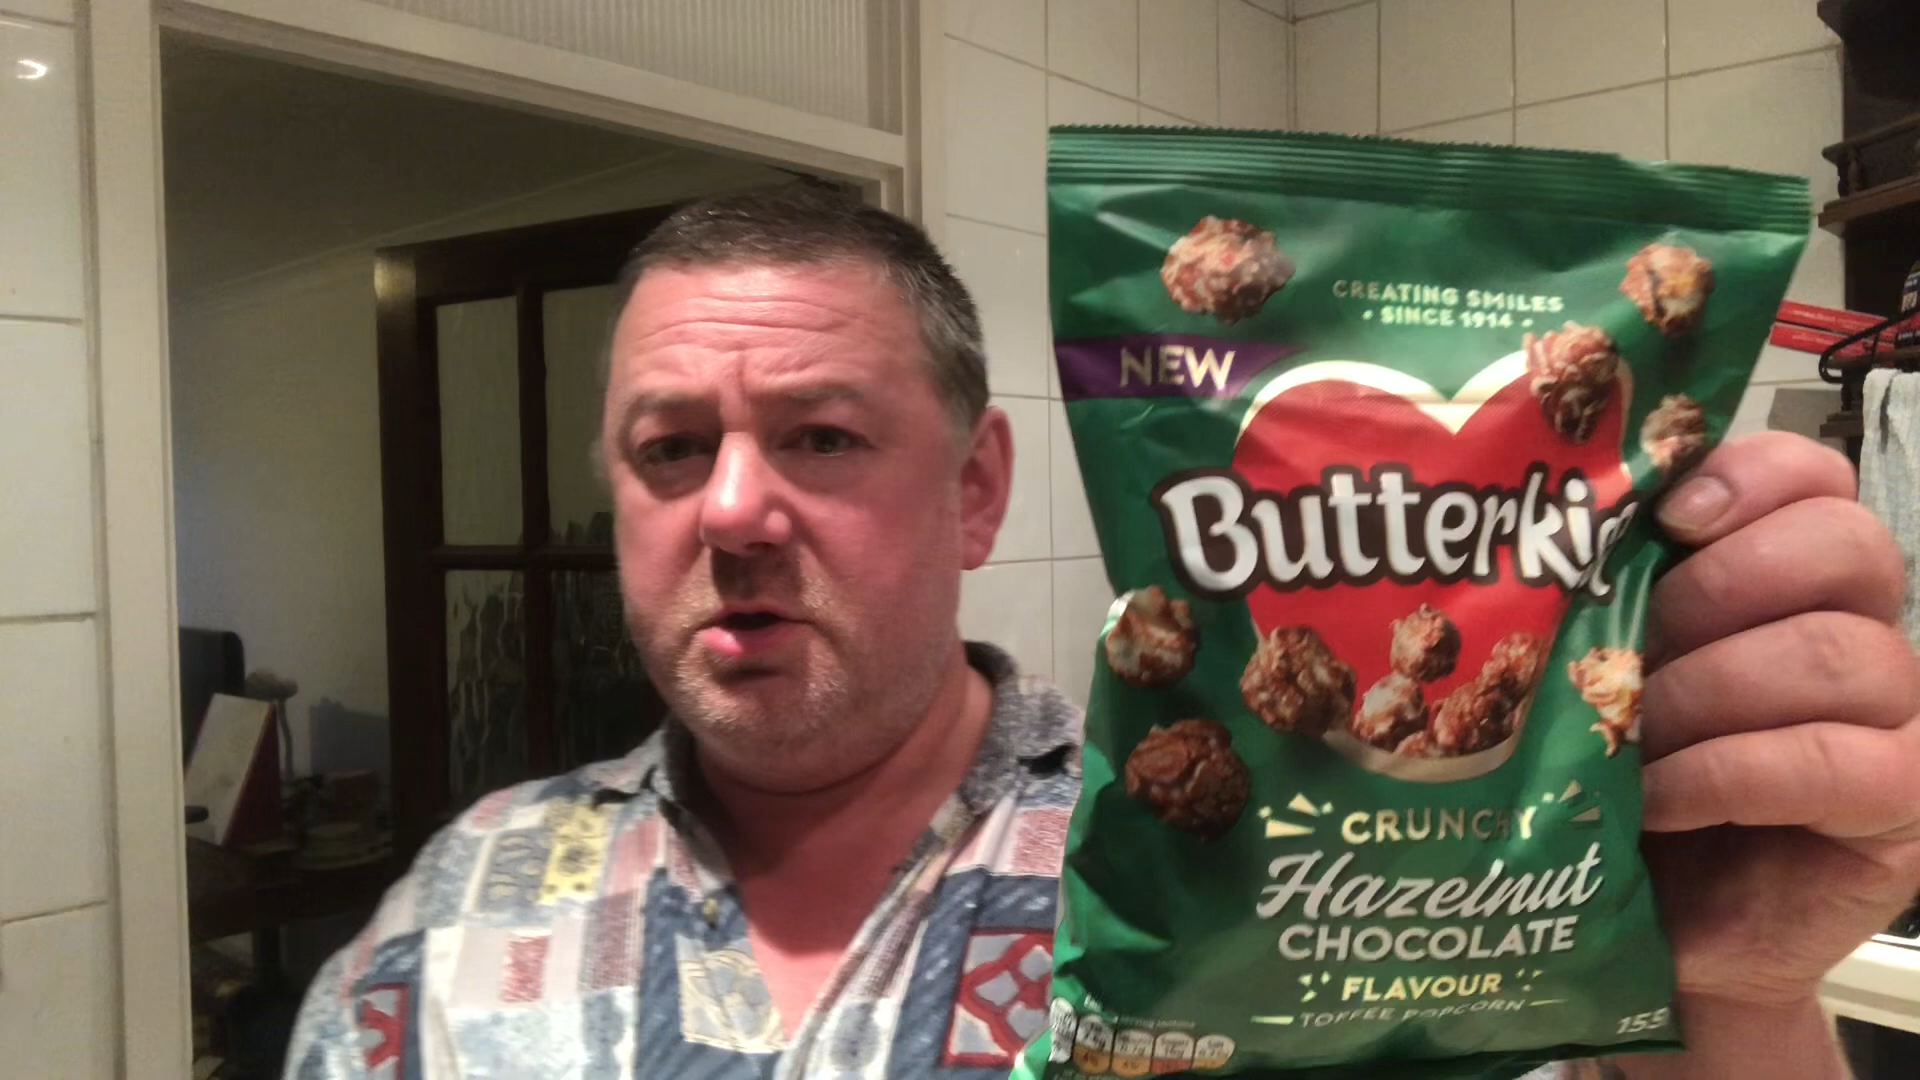 CREATING SMILES
• SINCE 1914 •
NEW
Butterki
CRUNCHY
Hazelnut
CHOCOLATE
FLAVOUR
TOFFEE POPCORN